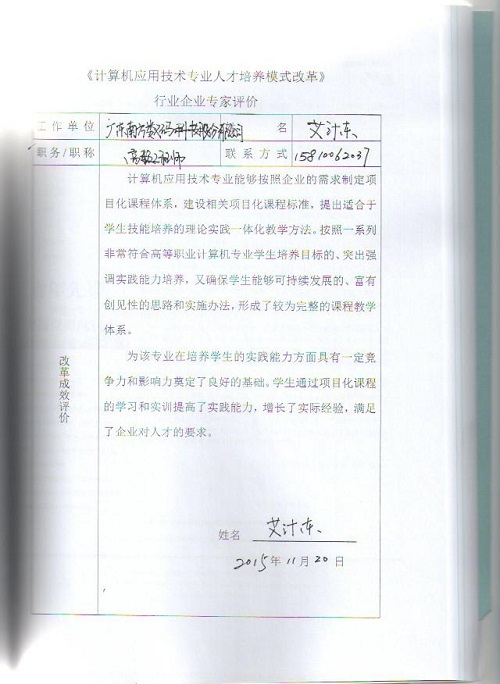 《计算机应用技术专业人才培养模式改革》
行业企业专家评价
工作单位 广东南方数码科技股份有限公司 名 艾计东
职务/职称 高级工程师 联系方式 15810062037
计算机应用技术专业能够按照企业的需求制定项
目化课程体系，建设相关项目化课程标准，提出适合于
学生技能培养的理论实践一体化教学方法。按照一系列
非常符合高等职业计算机专业学生培养目标的、突出强
调实践能力培养，又确保学生能够可持续发展的、富有
创见性的思路和实施办法，形成了较为完整的课程教学
体系。
改革成效评价
为该专业在培养学生的实践能力方面具有一定竞
争力和影响力奠定了良好的基础。学生通过项目化课程
的学习和实训提高了实践能力，增长了实际经验，满足
了企业对人才的要求。
姓名 艾计东
2015年11月20日